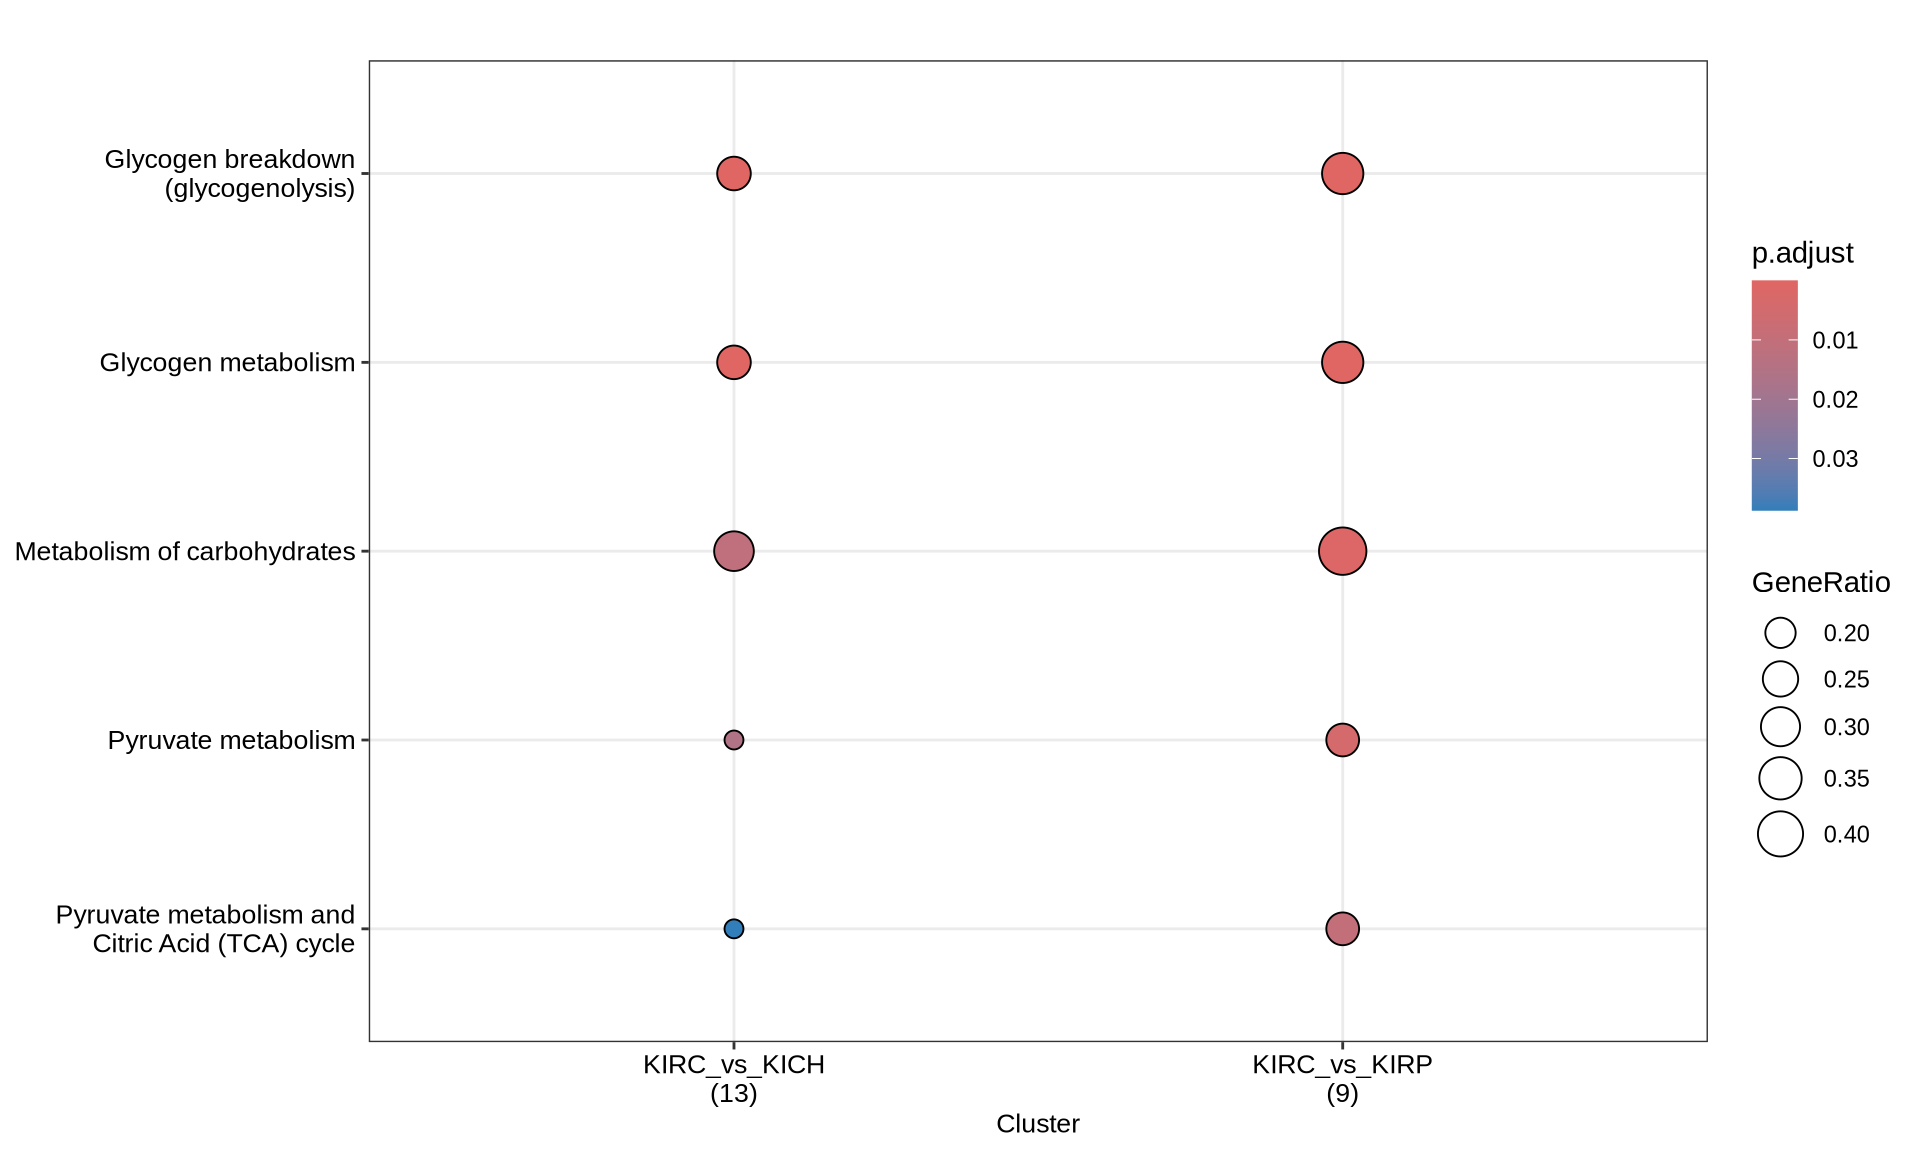 Glycogen breakdown
(glycogenolysis)
Glycogen metabolism
Metabolism of carbohydrates
Pyruvate metabolism
Pyruvate metabolism and
Citric Acid (TCA) cycle
KIRC_vs_KICH
(13)
KIRC_vs_KIRP
(9)
Cluster
p.adjust
0.01
0.02
0.03
GeneRatio
0.20
0.25
0.30
0.35
0.40